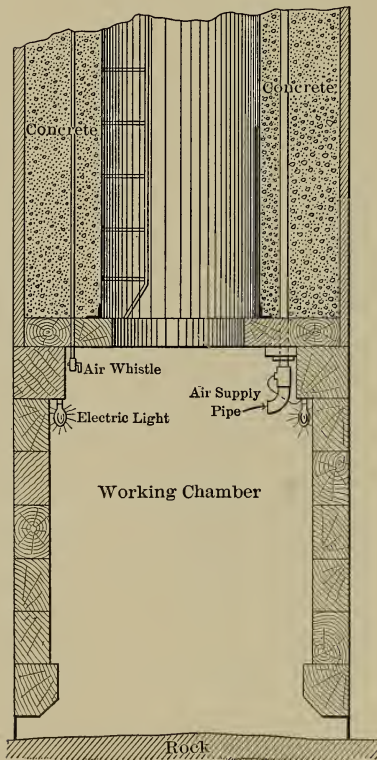 Concrete
Concrete
Air Whistle
Air Supply
Pipe
Electric Light
Working Chamber
Rock